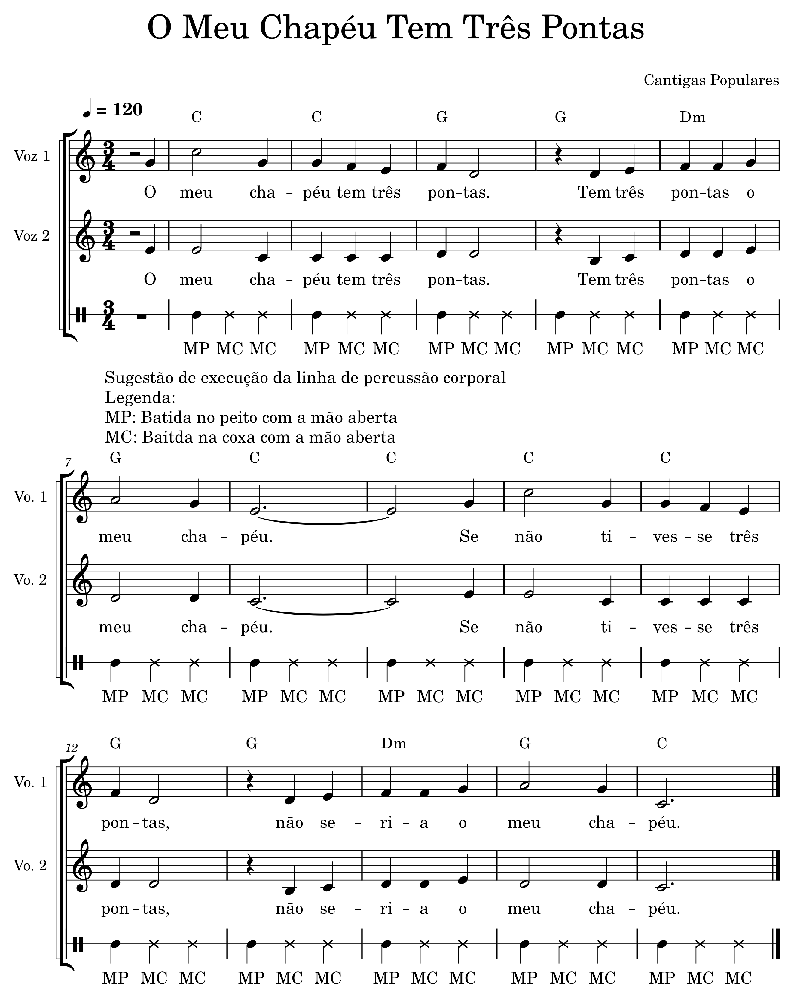 O Meu Chapéu Tem Três Pontas
Cantigas Populares
= 120
C C G G Dm
Voz 1
3 4
O meu cha - péu tem três pon - tas. Tem três pon - tas o
Voz 2
3 4
O meu cha - péu tem três pon - tas. Tem três pon - tas o
3 4
MP MC MC MP MC MC MP MC MC MP MC MC MP MC MC
Sugestão de execução da linha de percussão corporal
Legenda:
MP: Batida no peito com a mão aberta
MC: Baitda na coxa com a mão aberta
7 G C C C C
Vo. 1
meu cha - péu. Se não ti - ves - se três
Vo. 2
meu cha - péu. Se não ti - ves - se três
MP MC MC MP MC MC MP MC MC MP MC MC MP MC MC
12 G G Dm G C
Vo. 1
pon - tas, não se - ri - a o meu cha - péu.
Vo. 2
pon - tas, não se - ri - a o meu cha - péu.
MP MC MC MP MC MC MP MC MC MP MC MC MP MC MC